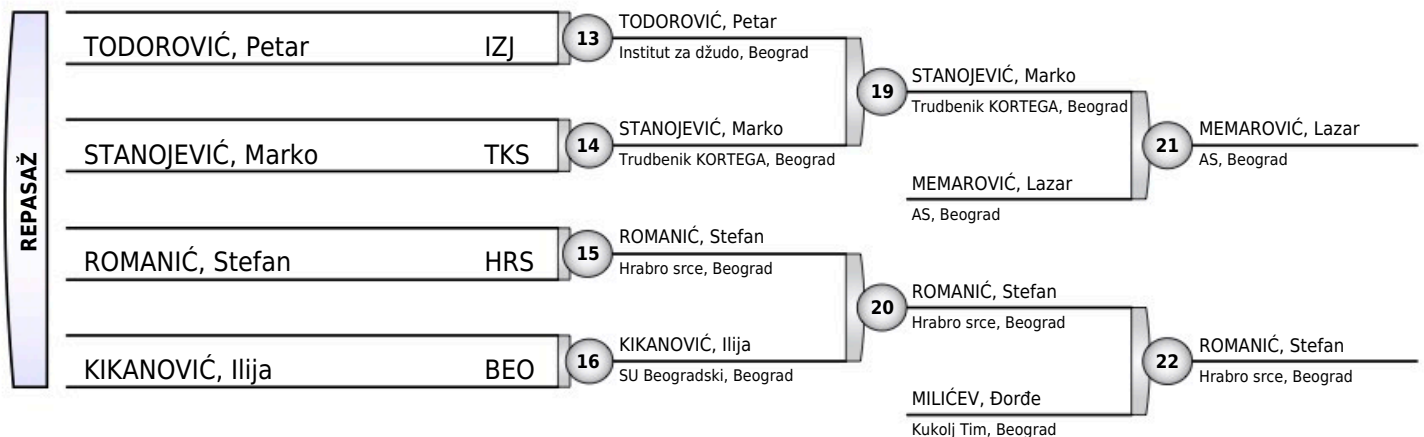 REPASAŽ
TODOROVIĆ, Petar IZJ
STANOJEVIĆ, Marko TKS
ROMANIĆ, Stefan HRS
KIKANOVIĆ, Ilija BEO
13
TODOROVIĆ, Petar
Institut za džudo, Beograd
14
STANOJEVIĆ, Marko
Trudbenik KORTEGA, Beograd
15
ROMANIĆ, Stefan
Hrabro srce, Beograd
16
KIKANOVIĆ, Ilija
SU Beogradski, Beograd
19
STANOJEVIĆ, Marko
Trudbenik KORTEGA, Beograd
MEMAROVIĆ, Lazar
AS, Beograd
20
ROMANIĆ, Stefan
Hrabro srce, Beograd
MILIĆEV, Đorđe
Kukolj Tim, Beograd
21
MEMAROVIĆ, Lazar
AS, Beograd
22
ROMANIĆ, Stefan
Hrabro srce, Beograd